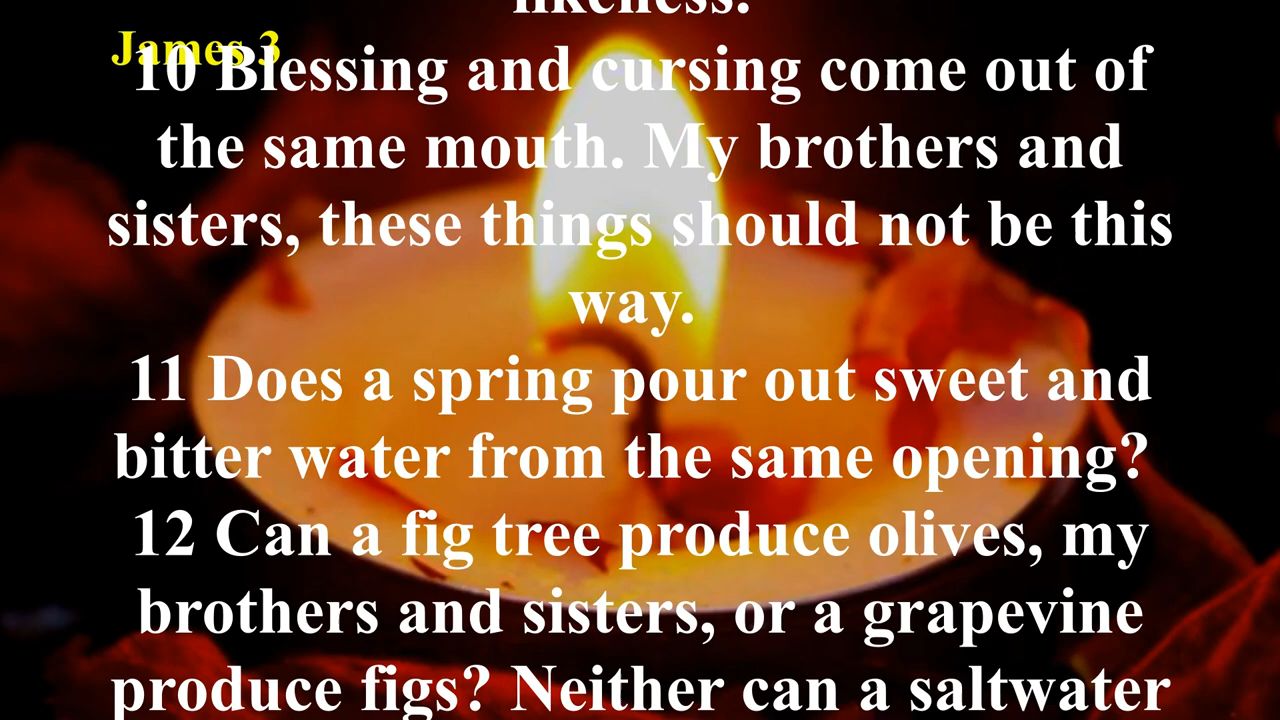 likeness.
James 3
10 Blessing and cursing come out of
the same mouth. My brothers and
sisters, these things should not be this
way.
11 Does a spring pour out sweet and
bitter water from the same opening?
12 Can a fig tree produce olives, my
brothers and sisters, or a grapevine
produce figs? Neither can a saltwater